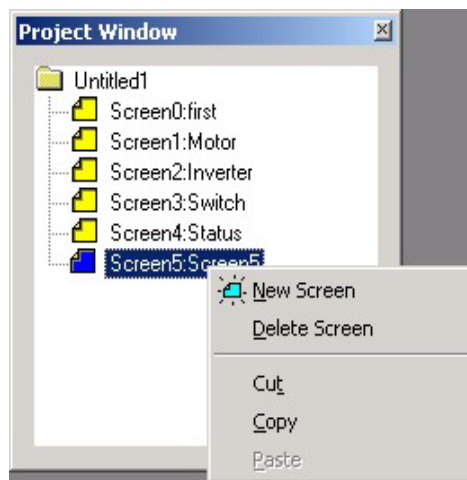 Project Window
Untitled1
Screen0:first
Screen1:Motor
Screen2:Inverter
Screen3:Switch
Screen4:Status
Screen5:Screen5
New Screen
Delete Screen
Cut
Copy
Paste